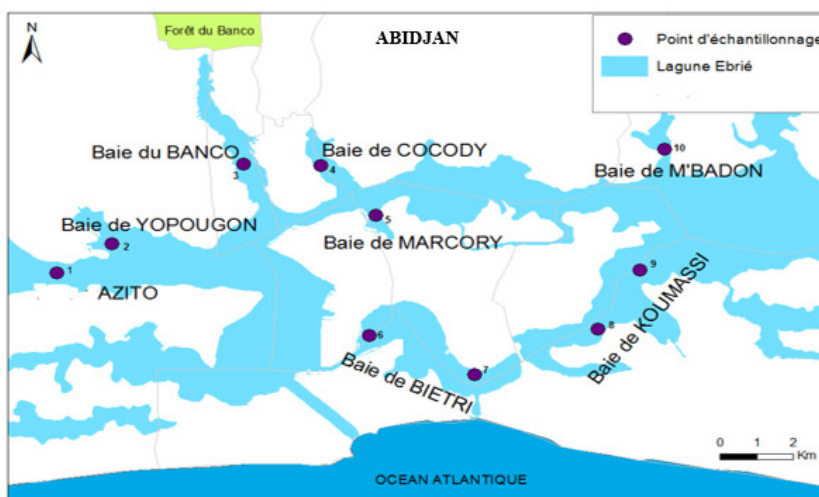 N
Forêt du Banco
ABIDJAN
Point d'échantillonnage
Lagune Ebrié
Baie du BANCO
3
Baie de COCODY
4
10
Baie de M'BADON
Baie de YOPOUGON
2
5
Baie de MARCORY
1
AZITO
9
Baie de KOUMASSI
8
6
Baie de BIETRI
7
0 1 2
Km
OCEAN ATLANTIQUE